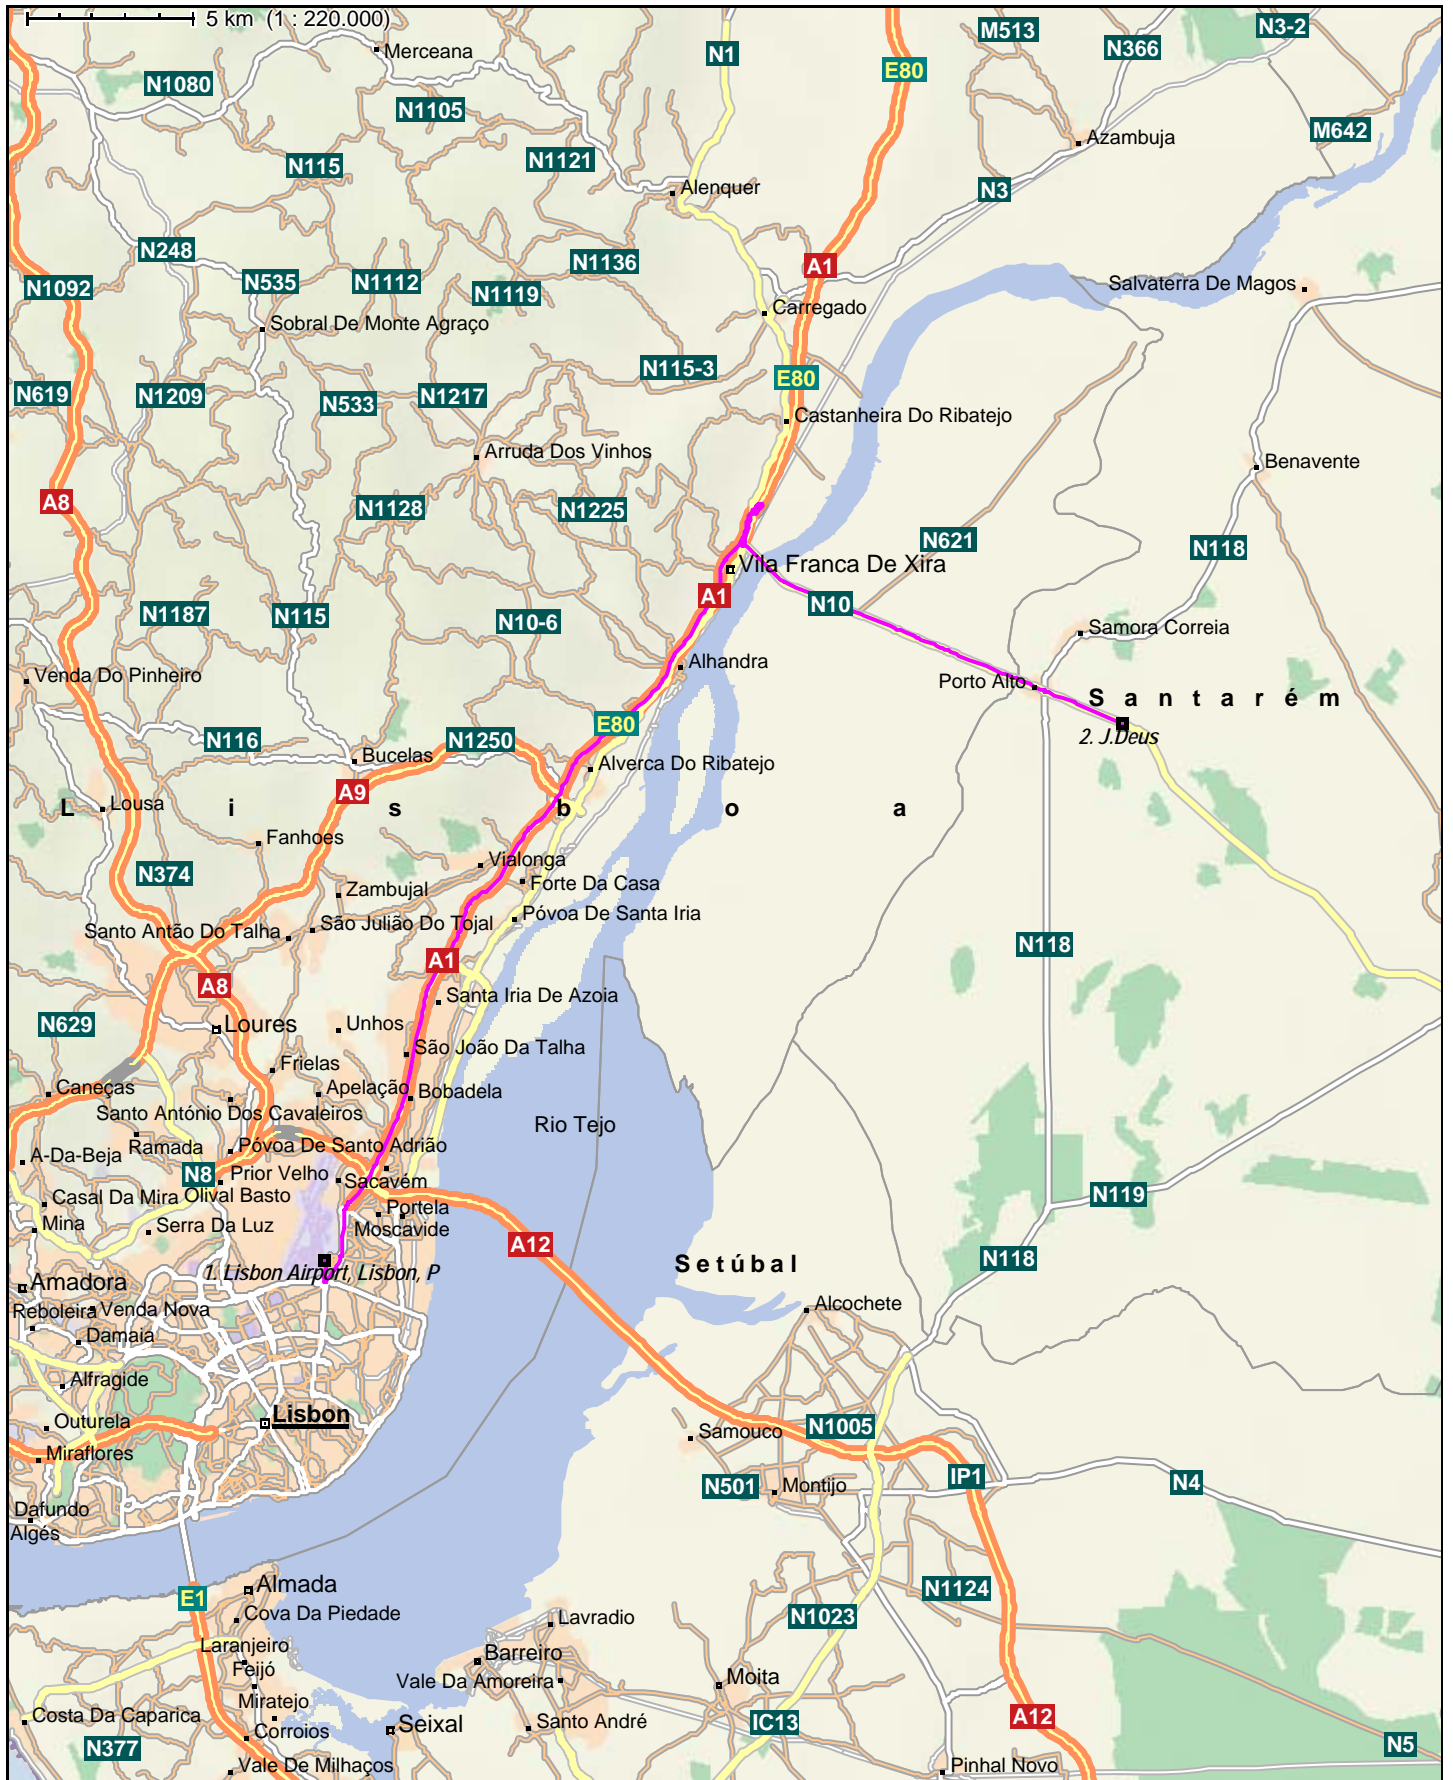 5 km (1 : 220.000)
M513
N3-2
N366
Merceana
N1
E80
N1080
N1105
M642
Azambuja
N115
N1121
Alenquer
N3
N248
N1136
A1
N1092
N535
N1112
N1119
Salvaterra De Magos
Carregado
Sobral De Monte Agraço
N115-3
E80
N619
N1209
N533
N1217
Castanheira Do Ribatejo
Arruda Dos Vinhos
Benavente
A8
N1128
N1225
N621
N118
Vila Franca De Xira
A1
N10
N1187
N115
N10-6
Samora Correia
Alhandra
Venda Do Pinheiro
Porto Alto
Santarém
E80
2. J.Deus
N116
N1250
Bucelas
Alverca Do Ribatejo
A9
Lisboa
Lousa
Fanhoes
N374
Vialonga
Forte Da Casa
Zambujal
Póvoa De Santa Iria
São Julião Do Tojal
Santo Antão Do Talha
N118
A1
A8
Santa Iria De Azoia
N629
Loures
Unhos
São João Da Talha
Frielas
Caneças
Apelação
Bobadela
Santo António Dos Cavaleiros
Rio Tejo
Ramada
Póvoa De Santo Adrião
A-Da-Beja
N8
Prior Velho
Sacavém
Casal Da Mira
Olival Basto
N119
Mina
Serra Da Luz
Portela
Moscavide
A12
N118
Setúbal
1. Lisbon Airport, Lisbon, P
Amadora
Reboleira
Venda Nova
Alcochete
Damaia
Alfragide
Lisbon
Outurela
N1005
Samouco
Miraflores
IP1
N4
N501
Montijo
Dafundo
Algés
Almada
E1
N1124
Cova Da Piedade
Lavradio
N1023
Laranjeiro
Barreiro
Feijó
Vale Da Amoreira
Moita
Miratejo
Costa Da Caparica
Corroios
Seixal
Santo André
IC13
A12
N377
N5
Vale De Milhaços
Pinhal Novo